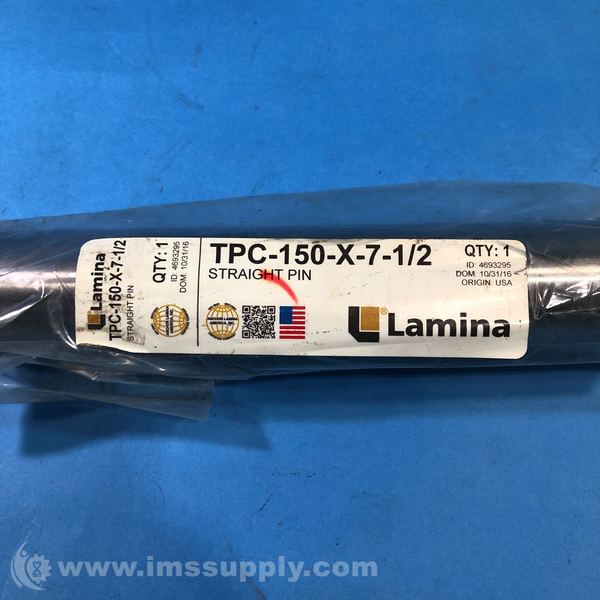 TPC-150-X-7-1/2
STRAIGHT PIN
QTY: 1
ID: 4693295
DOM: 10/31/16
ORIGIN: USA
Lamina
Lamina
TPC-150-X-7-1/2
STRAIGHT PIN
QTY: 1
ID: 4693295
DOM: 10/31/16
www.imssupply.com